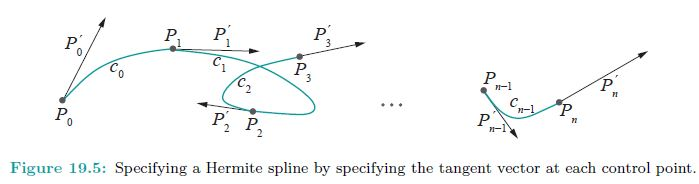 P₀′
C₀
P₀
P₁
P₁′
C₁
C₂
P₂′
P₂
P₃′
P₃
...
Pₙ₋₁
Cₙ₋₁
Pₙ₋₁′
Pₙ
Pₙ′
Figure 19.5: Specifying a Hermite spline by specifying the tangent vector at each control point.